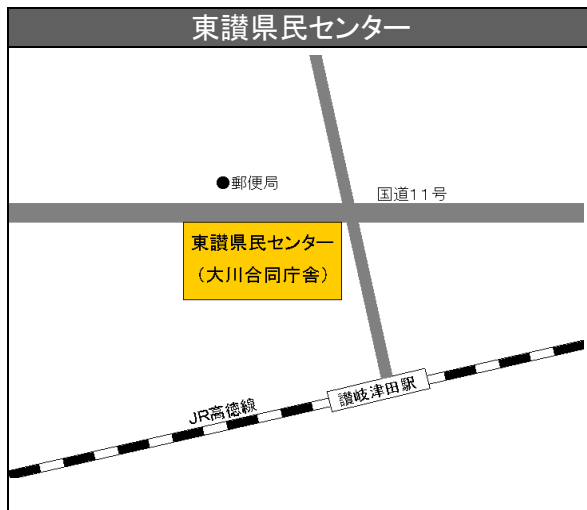 東讃県民センター
●郵便局
国道11号
東讃県民センター
（大川合同庁舎）
讃岐津田駅
JR高徳線